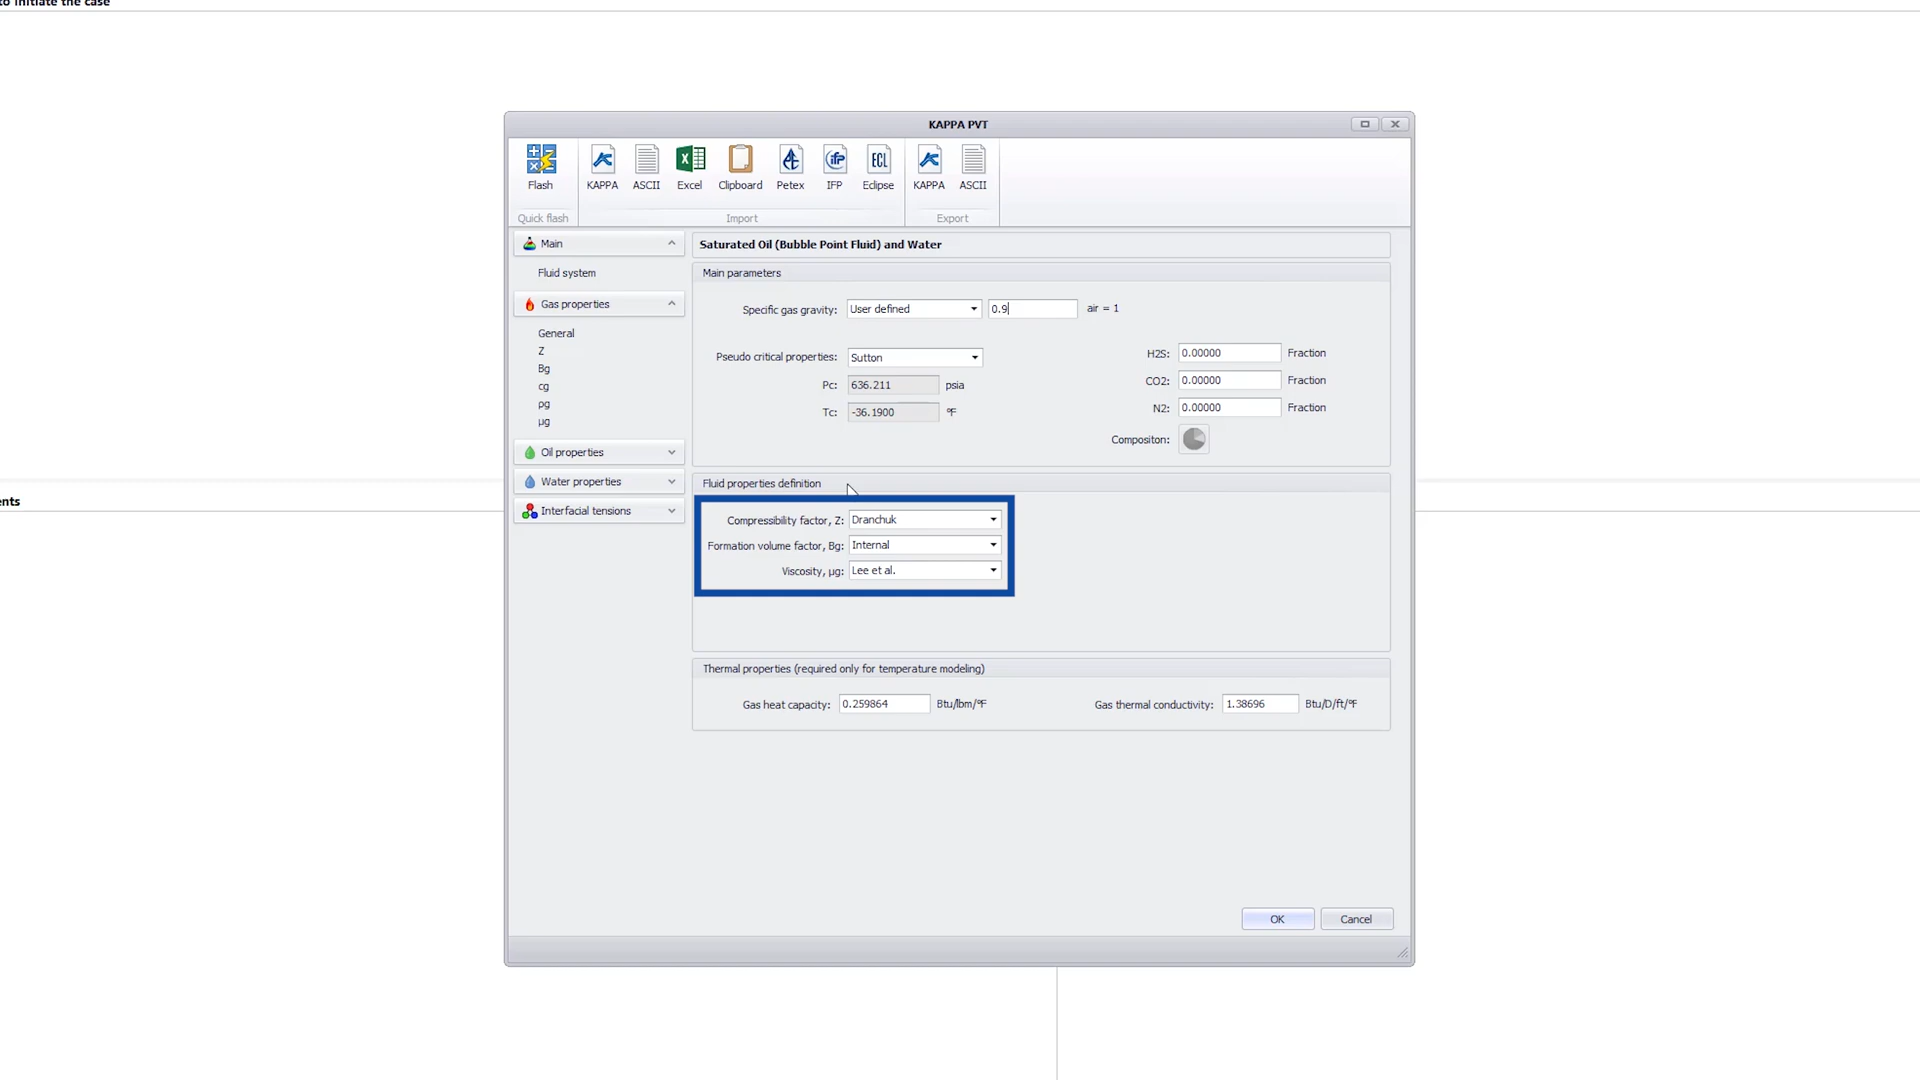 to initiate the case
KAPPA PVT
Flash
KAPPA
ASCII
Excel
Clipboard
Petex
IFP
Eclipse
KAPPA
ASCII
Quick flash
Import
Export
Main
Fluid system
Gas properties
General
Z
Bg
cg
ρg
μg
Oil properties
Water properties
Interfacial tensions
Saturated Oil (Bubble Point Fluid) and Water
Main parameters
Specific gas gravity: User defined 0.9 air = 1
Pseudo critical properties: Sutton
Pc: 636.211 psia
Tc: -36.1900 °F
H2S: 0.00000 Fraction
CO2: 0.00000 Fraction
N2: 0.00000 Fraction
Compositon:
Fluid properties definition
Compressibility factor, Z: Dranchuk
Formation volume factor, Bg: Internal
Viscosity, μg: Lee et al.
Thermal properties (required only for temperature modeling)
Gas heat capacity: 0.259864 Btu/lbm/°F
Gas thermal conductivity: 1.38696 Btu/D/ft/°F
OK
Cancel
ents